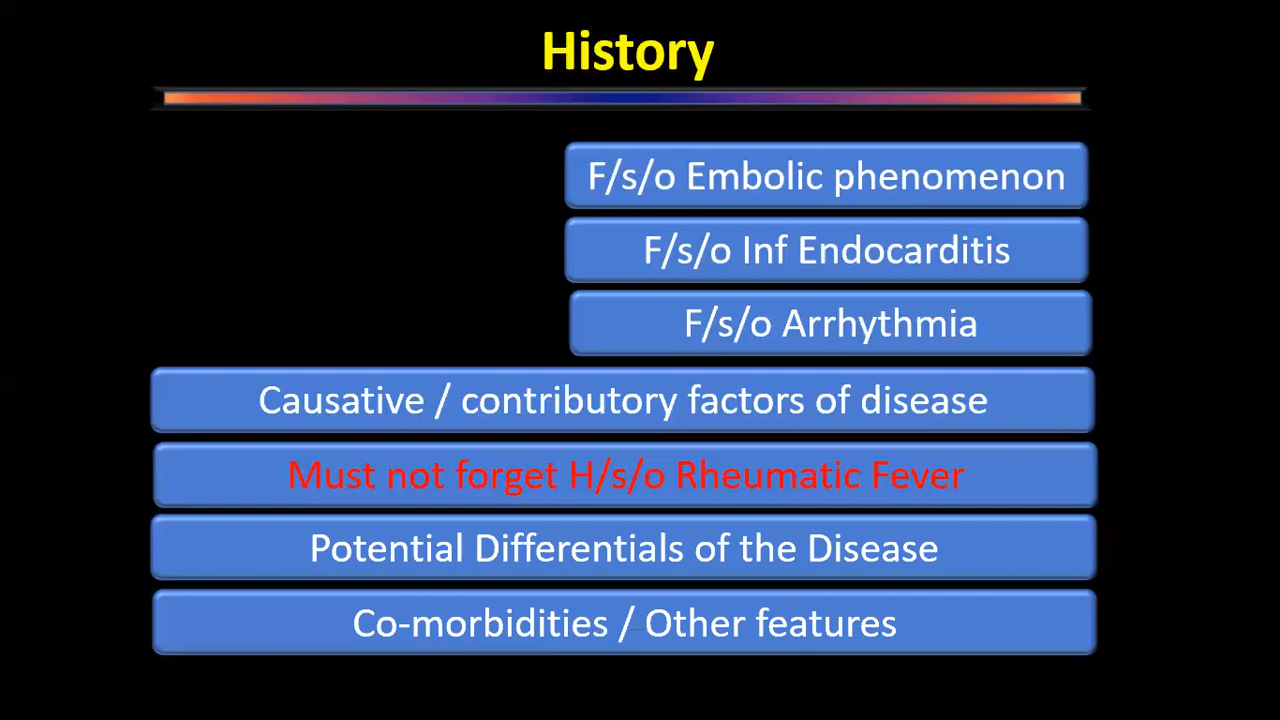 History
F/s/o Embolic phenomenon
F/s/o Inf Endocarditis
F/s/o Arrhythmia
Causative / contributory factors of disease
Must not forget H/s/o Rheumatic Fever
Potential Differentials of the Disease
Co-morbidities / Other features